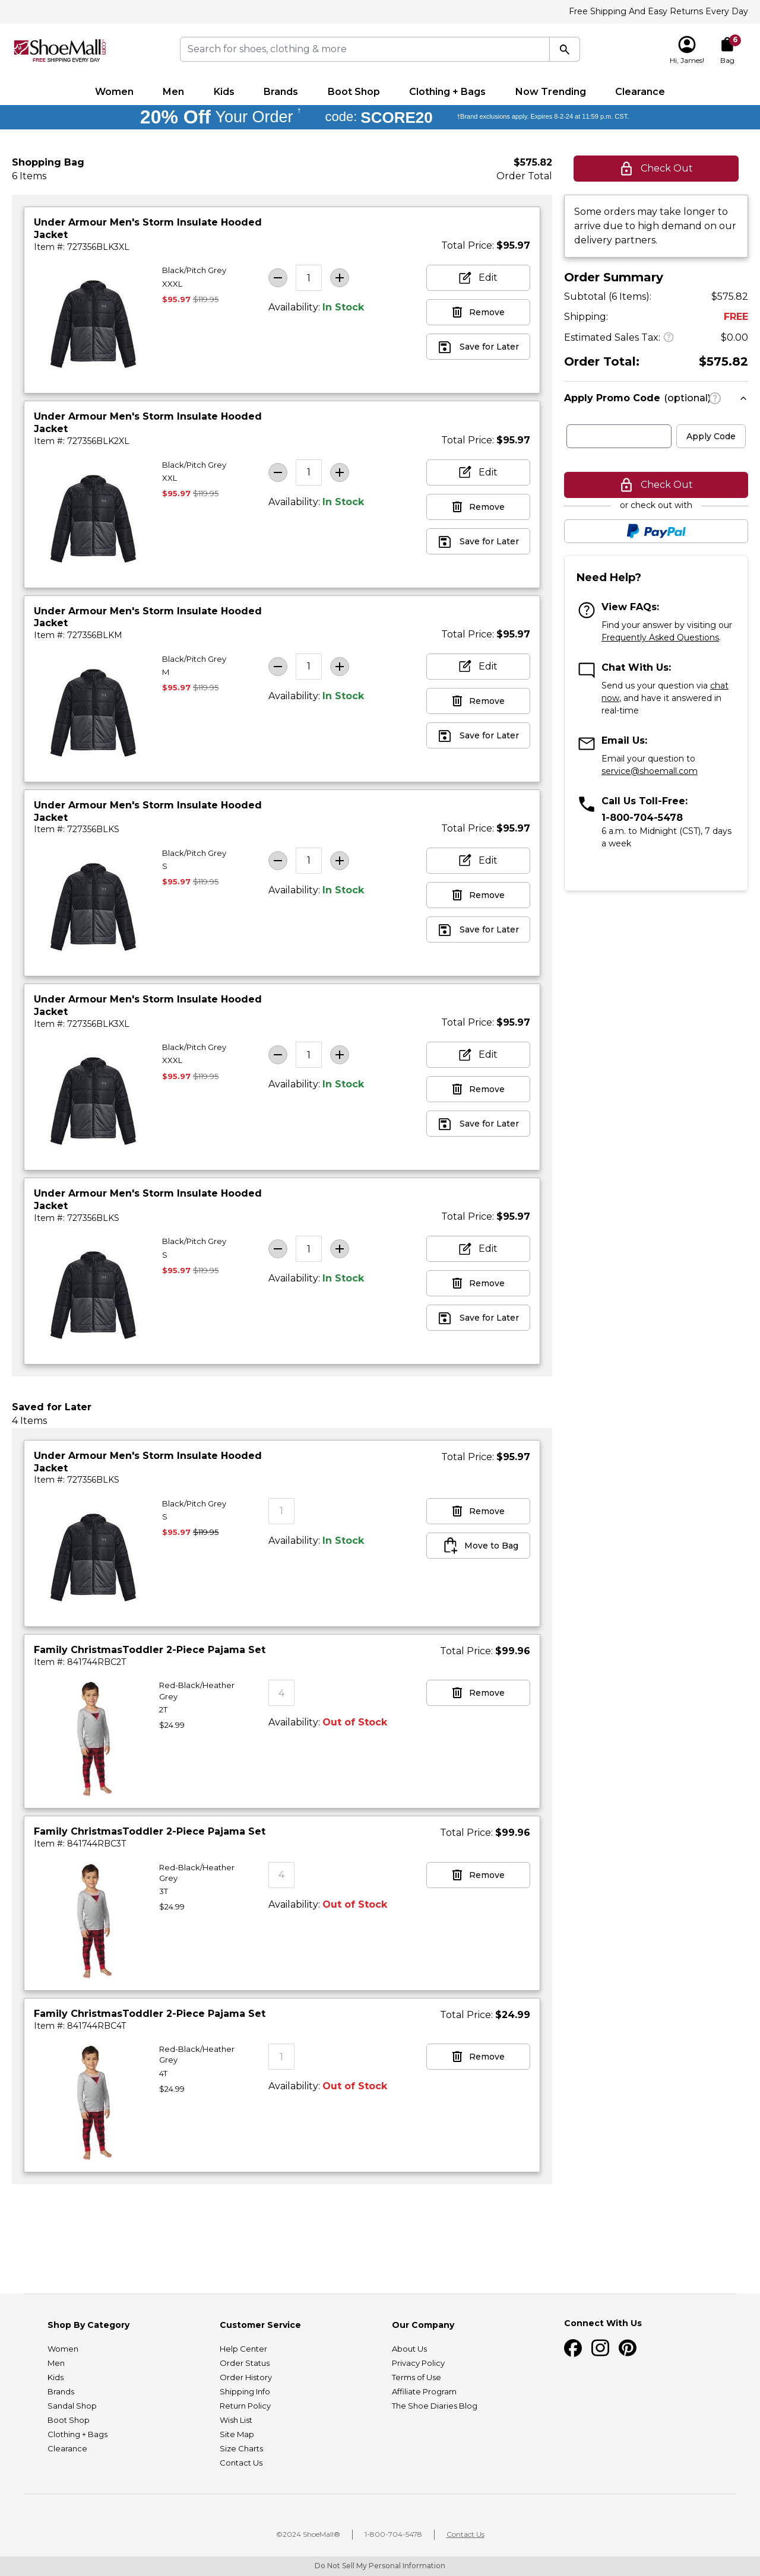 Free Shipping And Easy Returns Every Day
ShoeMall.com
FREE SHIPPING EVERY DAY
Search for shoes, clothing & more
Hi, James!
6
Bag
Women Men Kids Brands Boot Shop Clothing + Bags Now Trending Clearance
20% Off Your Order † code: SCORE20 †Brand exclusions apply. Expires 8-2-24 at 11:59 p.m. CST.
Shopping Bag $575.82
6 Items Order Total
Under Armour Men's Storm Insulate Hooded
Jacket
Item #: 727356BLK3XL
Total Price: $95.97
Black/Pitch Grey
XXXL
$95.97 $119.95
1
Availability: In Stock
Edit
Remove
Save for Later
Under Armour Men's Storm Insulate Hooded
Jacket
Item #: 727356BLK2XL
Total Price: $95.97
Black/Pitch Grey
XXL
$95.97 $119.95
1
Availability: In Stock
Edit
Remove
Save for Later
Under Armour Men's Storm Insulate Hooded
Jacket
Item #: 727356BLKM
Total Price: $95.97
Black/Pitch Grey
M
$95.97 $119.95
1
Availability: In Stock
Edit
Remove
Save for Later
Under Armour Men's Storm Insulate Hooded
Jacket
Item #: 727356BLKS
Total Price: $95.97
Black/Pitch Grey
S
$95.97 $119.95
1
Availability: In Stock
Edit
Remove
Save for Later
Under Armour Men's Storm Insulate Hooded
Jacket
Item #: 727356BLK3XL
Total Price: $95.97
Black/Pitch Grey
XXXL
$95.97 $119.95
1
Availability: In Stock
Edit
Remove
Save for Later
Under Armour Men's Storm Insulate Hooded
Jacket
Item #: 727356BLKS
Total Price: $95.97
Black/Pitch Grey
S
$95.97 $119.95
1
Availability: In Stock
Edit
Remove
Save for Later
Saved for Later
4 Items
Under Armour Men's Storm Insulate Hooded
Jacket
Item #: 727356BLKS
Total Price: $95.97
Black/Pitch Grey
S
$95.97 $119.95
1
Availability: In Stock
Remove
Move to Bag
Family ChristmasToddler 2-Piece Pajama Set
Item #: 841744RBC2T
Total Price: $99.96
Red-Black/Heather
Grey
2T
$24.99
4
Availability: Out of Stock
Remove
Family ChristmasToddler 2-Piece Pajama Set
Item #: 841744RBC3T
Total Price: $99.96
Red-Black/Heather
Grey
3T
$24.99
4
Availability: Out of Stock
Remove
Family ChristmasToddler 2-Piece Pajama Set
Item #: 841744RBC4T
Total Price: $24.99
Red-Black/Heather
Grey
4T
$24.99
1
Availability: Out of Stock
Remove
Check Out
Some orders may take longer to
arrive due to high demand on our
delivery partners.
Order Summary
Subtotal (6 Items): $575.82
Shipping: FREE
Estimated Sales Tax: ? $0.00
Order Total: $575.82
Apply Promo Code (optional) ?
Apply Code
Check Out
or check out with
PayPal
Need Help?
View FAQs:
Find your answer by visiting our
Frequently Asked Questions.
Chat With Us:
Send us your question via chat
now, and have it answered in
real-time
Email Us:
Email your question to
service@shoemall.com
Call Us Toll-Free:
1-800-704-5478
6 a.m. to Midnight (CST), 7 days
a week
Shop By Category
Women
Men
Kids
Brands
Sandal Shop
Boot Shop
Clothing + Bags
Clearance
Customer Service
Help Center
Order Status
Order History
Shipping Info
Return Policy
Wish List
Site Map
Size Charts
Contact Us
Our Company
About Us
Privacy Policy
Terms of Use
Affiliate Program
The Shoe Diaries Blog
Connect With Us
©2024 ShoeMall® 1-800-704-5478 Contact Us
Do Not Sell My Personal Information